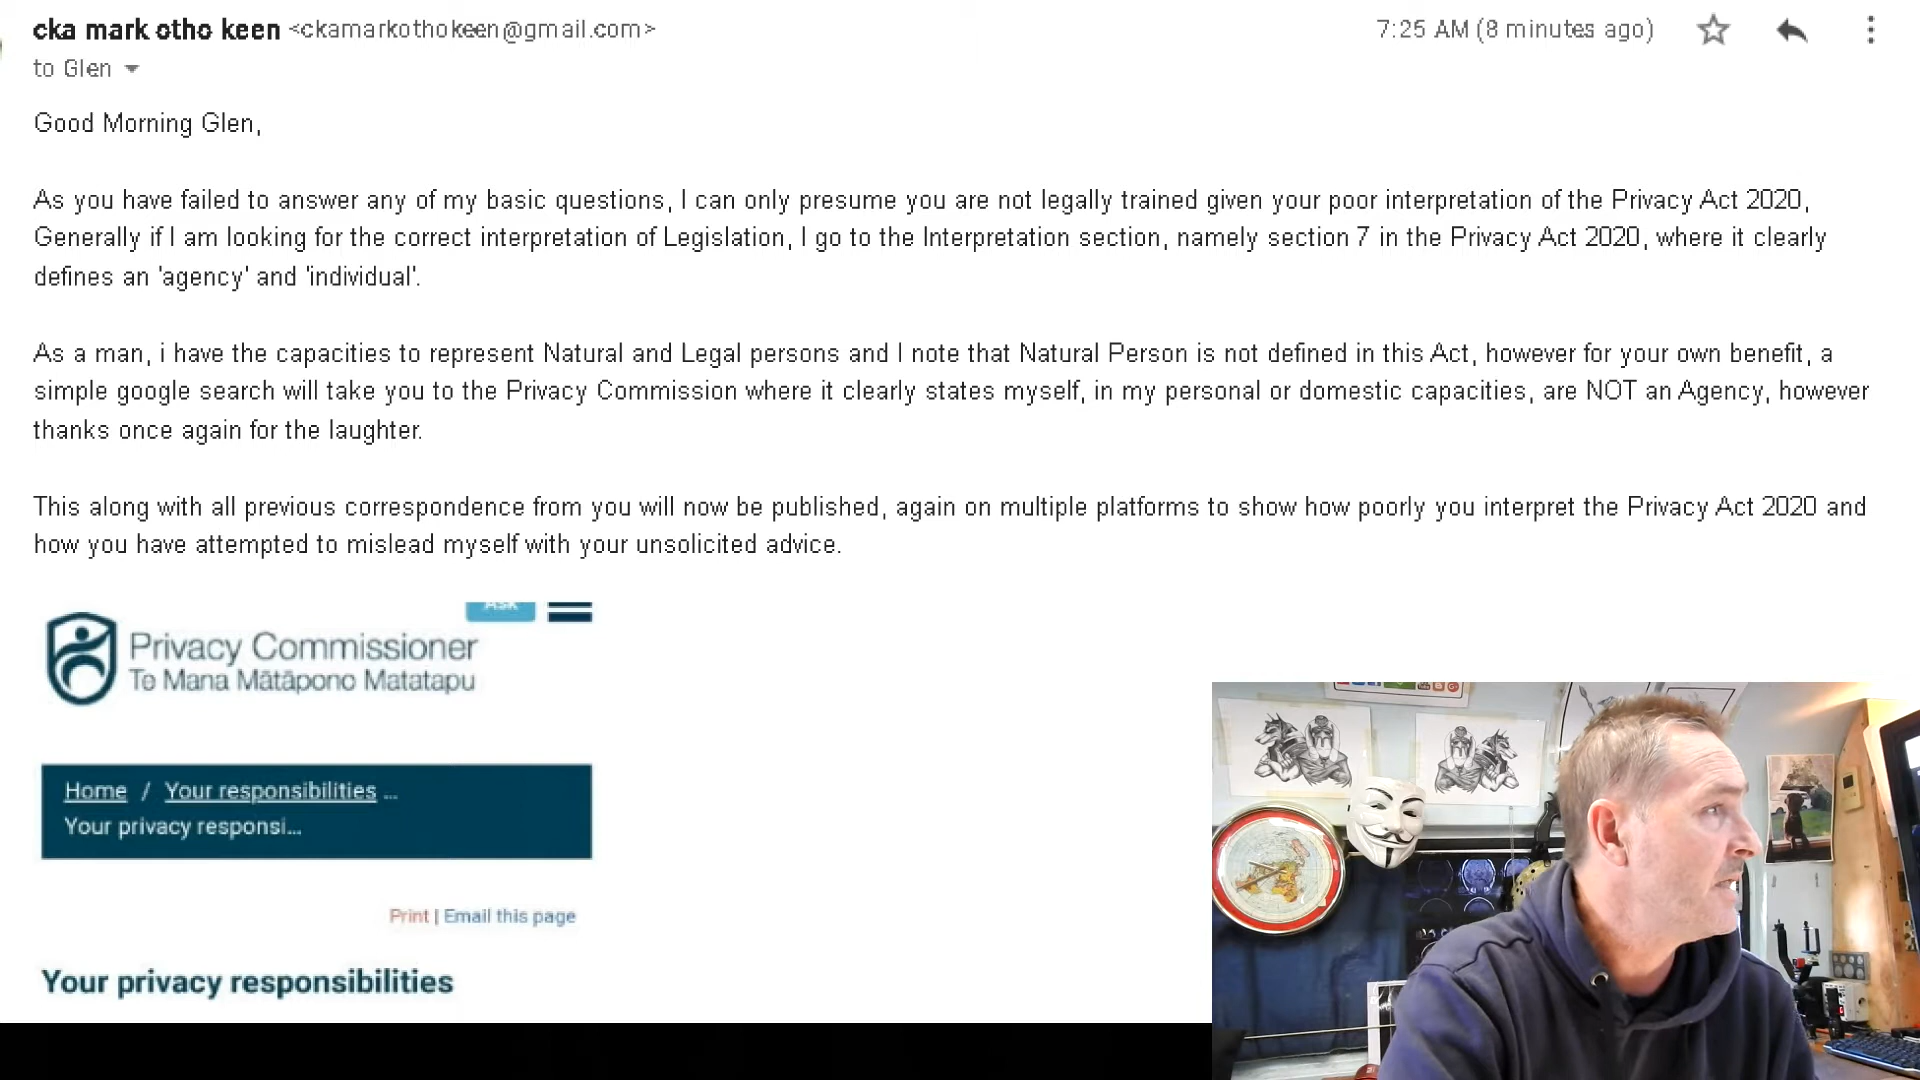 cka mark otho keen <ckamarkothokeen@gmail.com>
7:25 AM (8 minutes ago)
to Glen
Good Morning Glen,
As you have failed to answer any of my basic questions, I can only presume you are not legally trained given your poor interpretation of the Privacy Act 2020,
Generally if I am looking for the correct interpretation of Legislation, I go to the Interpretation section, namely section 7 in the Privacy Act 2020, where it clearly
defines an 'agency' and 'individual'.
As a man, i have the capacities to represent Natural and Legal persons and I note that Natural Person is not defined in this Act, however for your own benefit, a
simple google search will take you to the Privacy Commission where it clearly states myself, in my personal or domestic capacities, are NOT an Agency, however
thanks once again for the laughter.
This along with all previous correspondence from you will now be published, again on multiple platforms to show how poorly you interpret the Privacy Act 2020 and
how you have attempted to mislead myself with your unsolicited advice.
Ask
Privacy Commissioner
Te Mana Mātāpono Matatapu
Home / Your responsibilities ...
Your privacy responsi...
Print | Email this page
Your privacy responsibilities